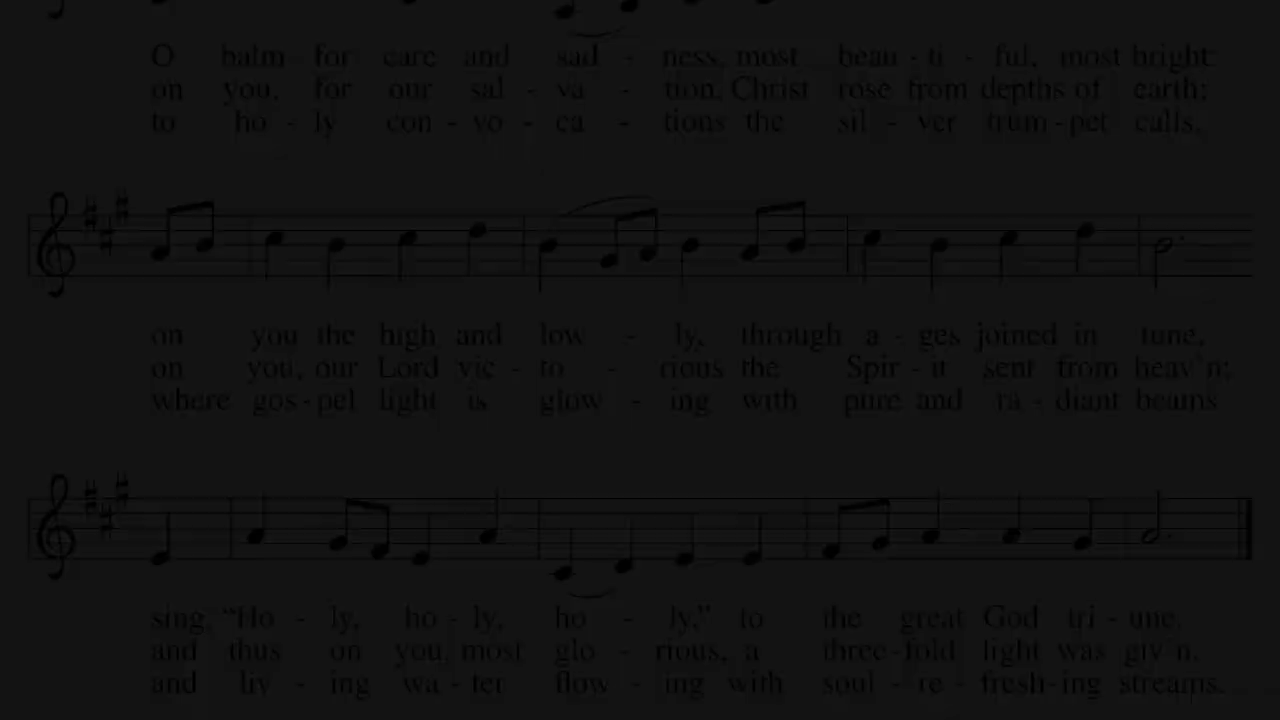 O balm for care and sad - ness, most beau - ti - ful, most bright:
on you, for our sal - va - tion, Christ rose from depths of earth;
to ho - ly con - vo - ca - tions the sil - ver trum - pet calls,
on you the high and low - ly, through a - ges joined in tune,
on you, our Lord vic - to - rious the Spir - it sent from heav'n;
where gos - pel light is glow - ing with pure and ra - diant beams
sing, “Ho - ly, ho - ly, ho - ly,” to the great God tri - une.
and thus on you, most glo - rious, a three - fold light was giv'n.
and liv - ing wa - ter flow - ing with soul - re - fresh - ing streams.